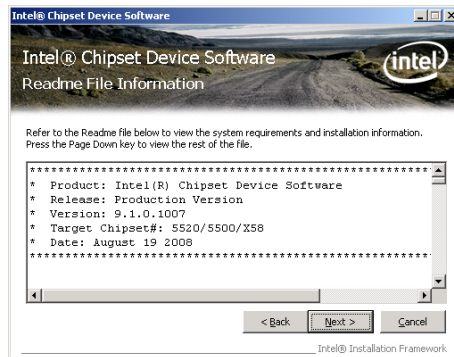 Intel® Chipset Device Software
Intel® Chipset Device Software
intel
Readme File Information
Refer to the Readme file below to view the system requirements and installation information.
Press the Page Down key to view the rest of the file.
************************************************
* Product: Intel(R) Chipset Device Software
* Release: Production Version
* Version: 9.1.0.1007
* Target Chipset#: 5520/5500/X58
* Date: August 19 2008
************************************************
< Back Next > Cancel
Intel® Installation Framework